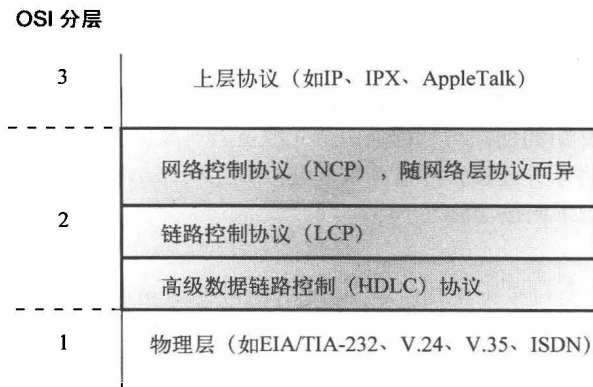 OSI 分层
3
上层协议（如IP、IPX、AppleTalk）
网络控制协议（NCP），随网络层协议而异
2
链路控制协议（LCP）
高级数据链路控制（HDLC）协议
1
物理层（如EIA/TIA-232、V.24、V.35、ISDN）